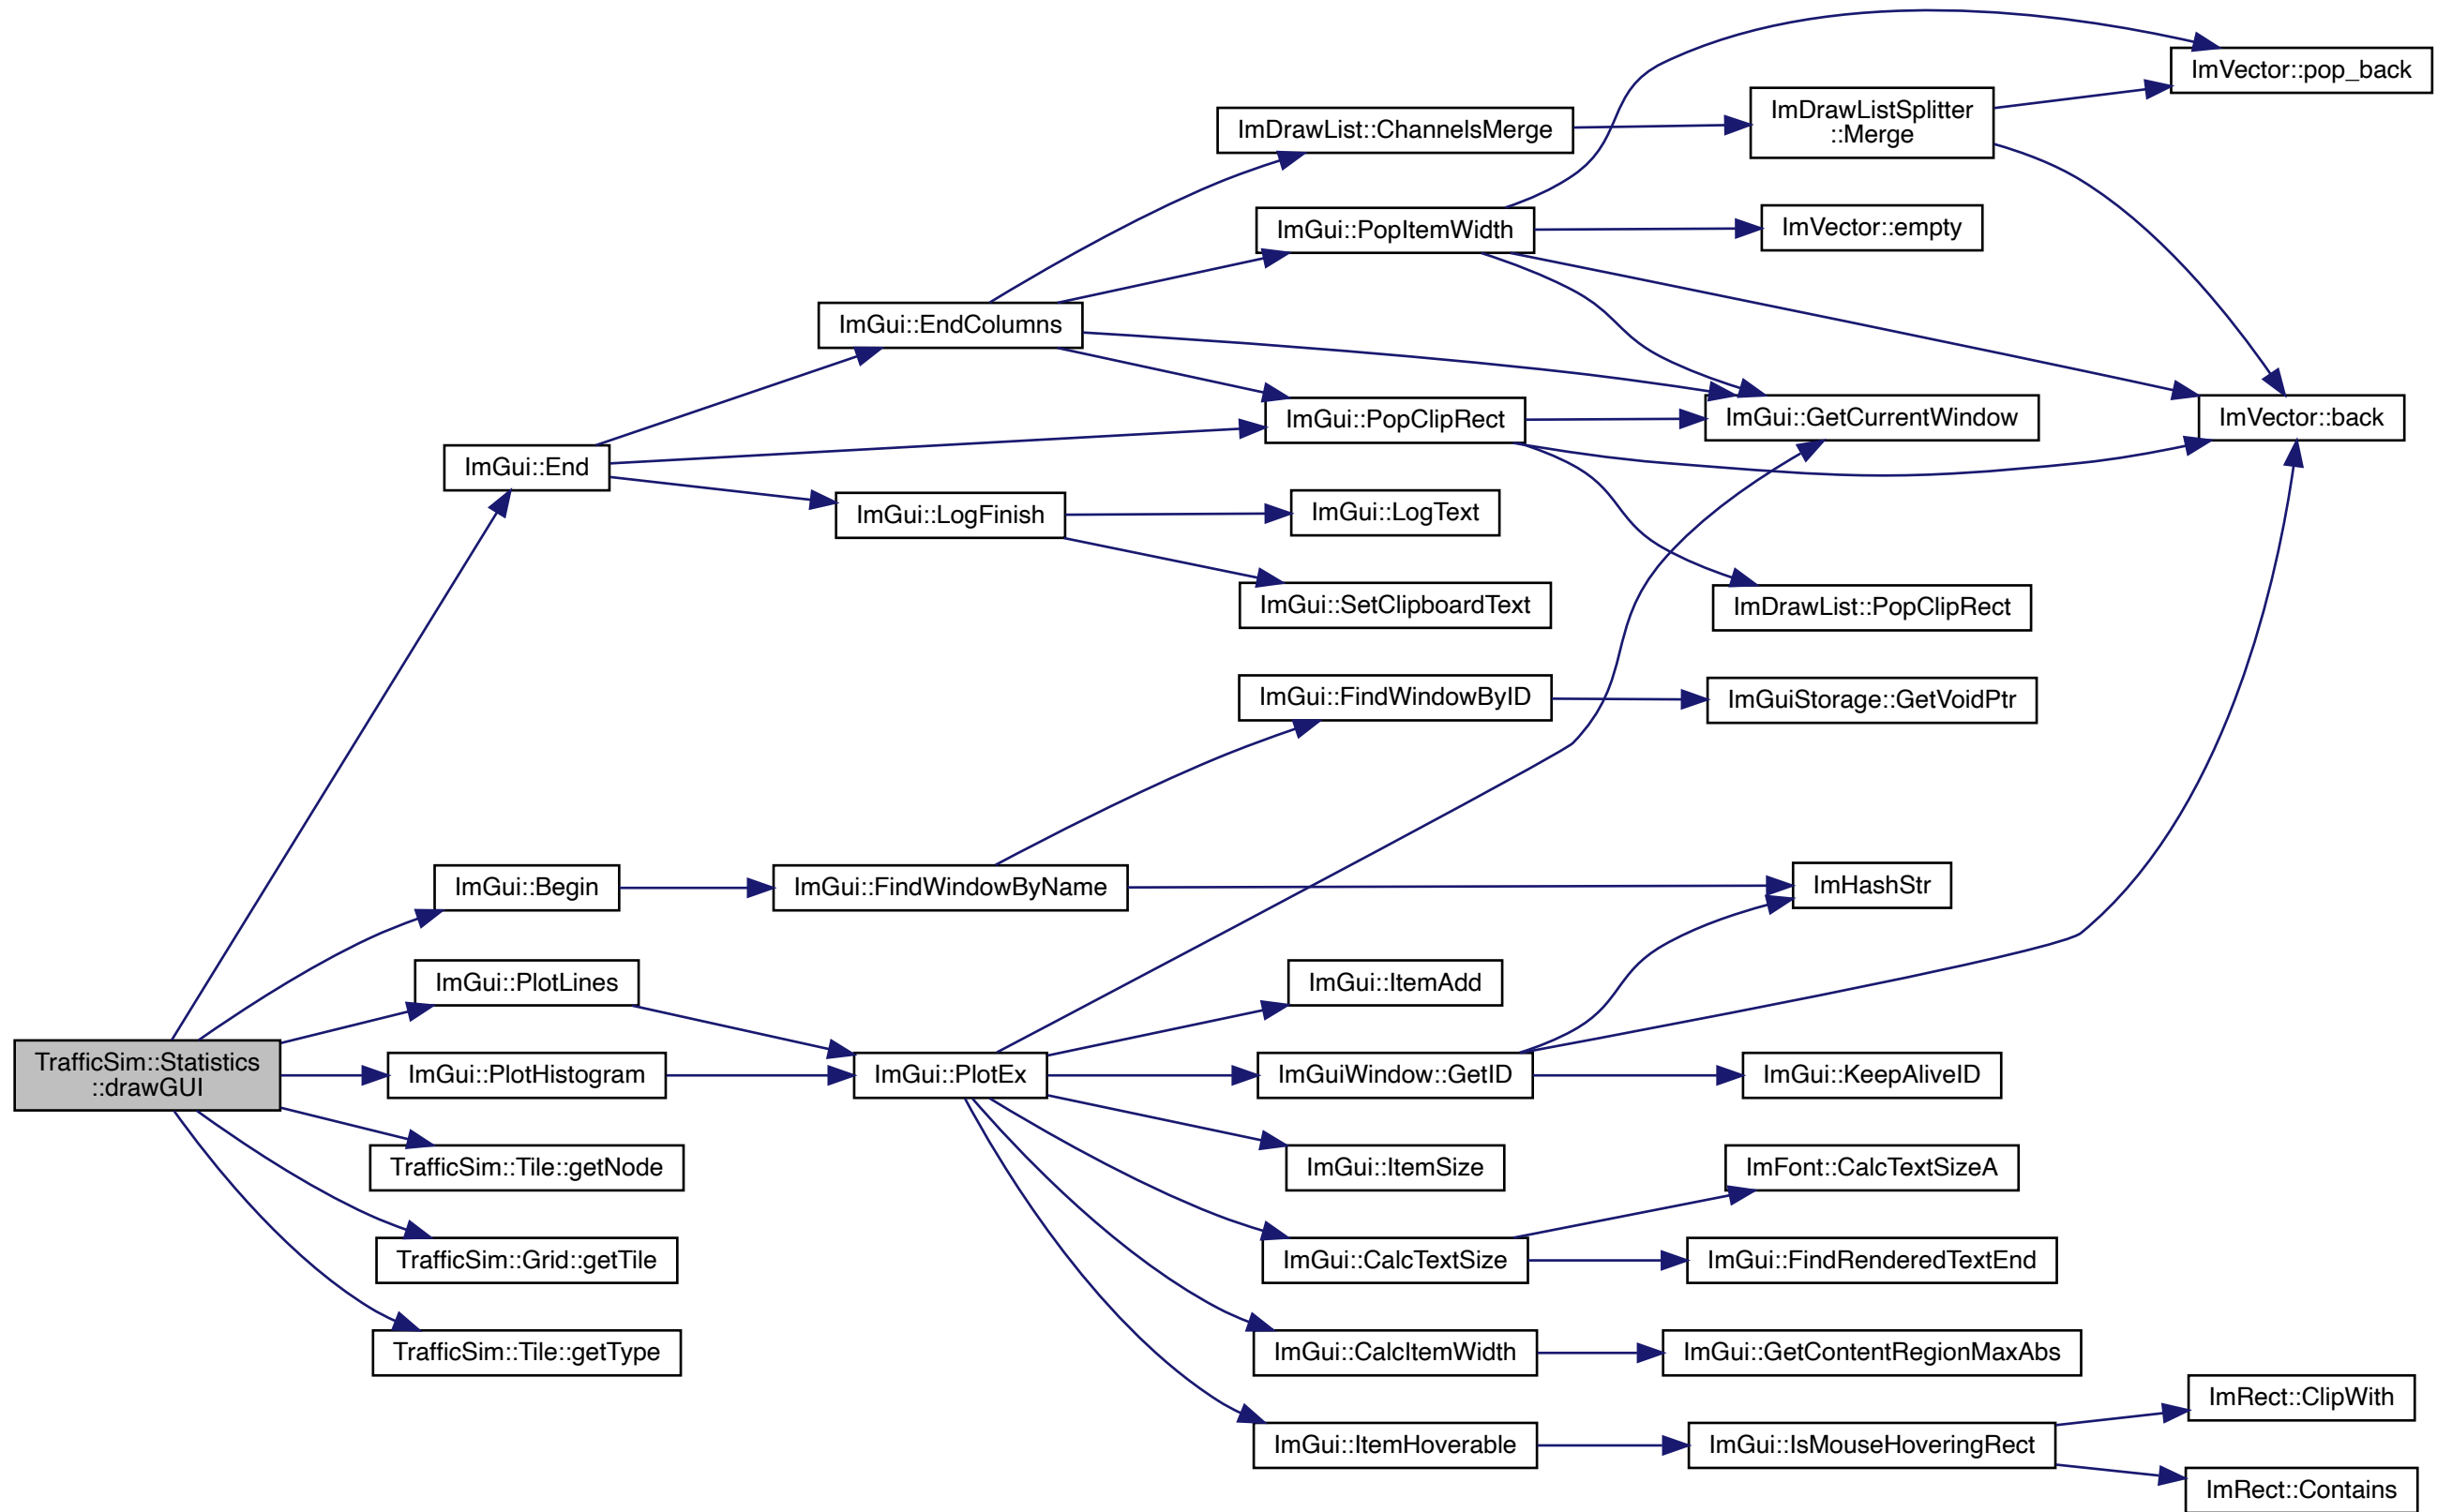 ImVector::pop_back
ImDrawListSplitter
::Merge
ImDrawList::ChannelsMerge
ImGui::PopItemWidth
ImVector::empty
ImGui::EndColumns
ImGui::PopClipRect
ImGui::GetCurrentWindow
ImVector::back
ImGui::End
ImGui::LogFinish
ImGui::LogText
ImGui::SetClipboardText
ImDrawList::PopClipRect
ImGui::FindWindowByID
ImGuiStorage::GetVoidPtr
ImGui::Begin
ImGui::FindWindowByName
ImHashStr
ImGui::PlotLines
ImGui::ItemAdd
TrafficSim::Statistics
::drawGUI
ImGui::PlotHistogram
ImGui::PlotEx
ImGuiWindow::GetID
ImGui::KeepAliveID
TrafficSim::Tile::getNode
ImGui::ItemSize
ImFont::CalcTextSizeA
TrafficSim::Grid::getTile
ImGui::CalcTextSize
ImGui::FindRenderedTextEnd
TrafficSim::Tile::getType
ImGui::CalcItemWidth
ImGui::GetContentRegionMaxAbs
ImRect::ClipWith
ImGui::ItemHoverable
ImGui::IsMouseHoveringRect
ImRect::Contains